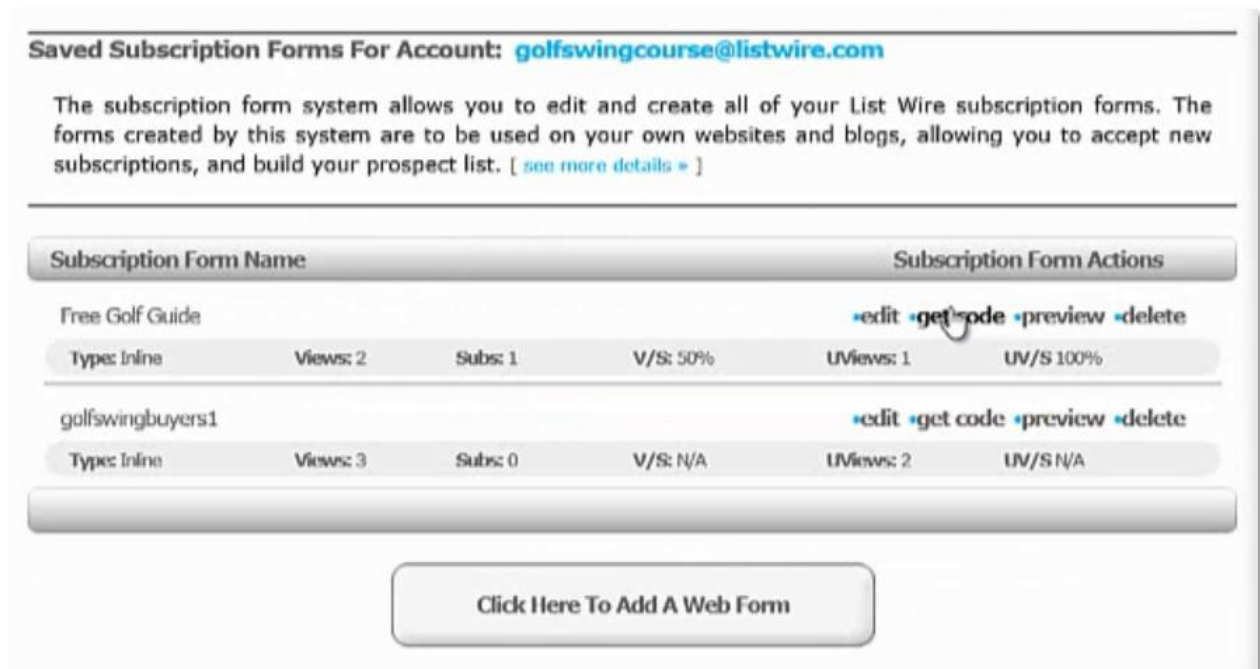 Saved Subscription Forms For Account: golfswingcourse@listwire.com
The subscription form system allows you to edit and create all of your List Wire subscription forms. The
forms created by this system are to be used on your own websites and blogs, allowing you to accept new
subscriptions, and build your prospect list. [ see more details » ]
Subscription Form Name Subscription Form Actions
Free Golf Guide •edit •get code •preview •delete
Type: Inline Views: 2 Subs: 1 V/S: 50% UViews: 1 UV/S 100%
golfswingbuyers1 •edit •get code •preview •delete
Type: Inline Views: 3 Subs: 0 V/S: N/A UViews: 2 UV/S N/A
Click Here To Add A Web Form